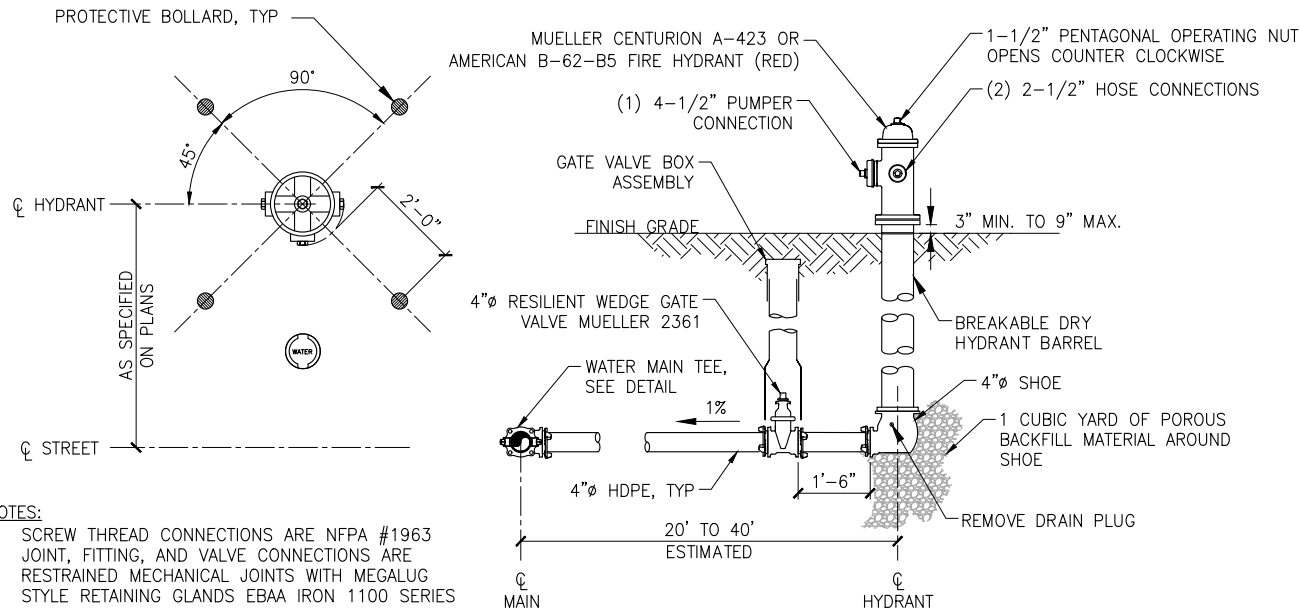 PROTECTIVE BOLLARD, TYP
90°
45°
℄ HYDRANT
2'-0"
AS SPECIFIED
ON PLANS
WATER
℄ STREET
OTES:
SCREW THREAD CONNECTIONS ARE NFPA #1963
JOINT, FITTING, AND VALVE CONNECTIONS ARE
RESTRAINED MECHANICAL JOINTS WITH MEGALUG
STYLE RETAINING GLANDS EBAA IRON 1100 SERIES
MUELLER CENTURION A-423 OR
AMERICAN B-62-B5 FIRE HYDRANT (RED)
1-1/2" PENTAGONAL OPERATING NUT
OPENS COUNTER CLOCKWISE
(1) 4-1/2" PUMPER
CONNECTION
(2) 2-1/2" HOSE CONNECTIONS
GATE VALVE BOX
ASSEMBLY
FINISH GRADE
3" MIN. TO 9" MAX.
4"ø RESILIENT WEDGE GATE
VALVE MUELLER 2361
BREAKABLE DRY
HYDRANT BARREL
WATER MAIN TEE,
SEE DETAIL
1%
4"ø SHOE
1 CUBIC YARD OF POROUS
BACKFILL MATERIAL AROUND
SHOE
4"ø HDPE, TYP
1'-6"
REMOVE DRAIN PLUG
20' TO 40'
ESTIMATED
℄
MAIN
℄
HYDRANT